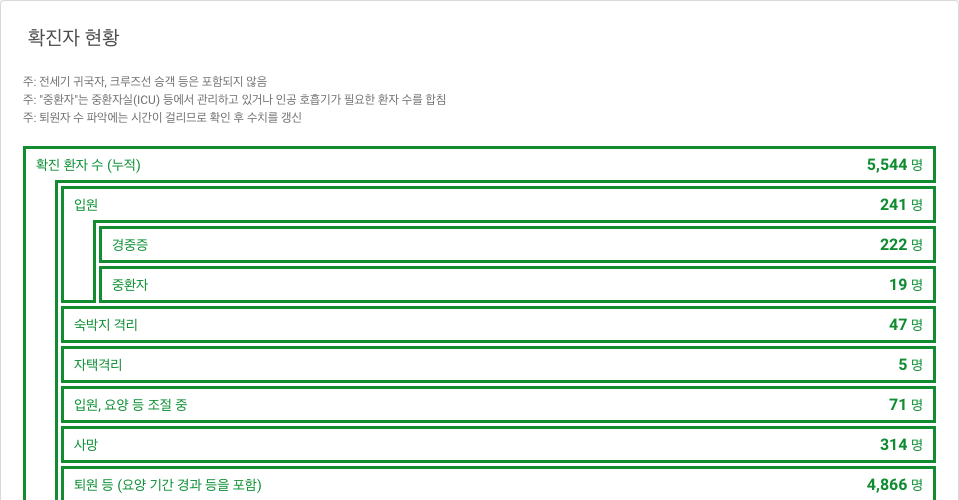 확진자 현황
주: 전세기 귀국자, 크루즈선 승객 등은 포함되지 않음
주: "중환자"는 중환자실(ICU) 등에서 관리하고 있거나 인공 호흡기가 필요한 환자 수를 합침
주: 퇴원자 수 파악에는 시간이 걸리므로 확인 후 수치를 갱신
확진 환자 수 (누적) 5,544 명
입원 241 명
경중증 222 명
중환자 19 명
숙박지 격리 47 명
자택격리 5 명
입원, 요양 등 조절 중 71 명
사망 314 명
퇴원 등 (요양 기간 경과 등을 포함) 4,866 명